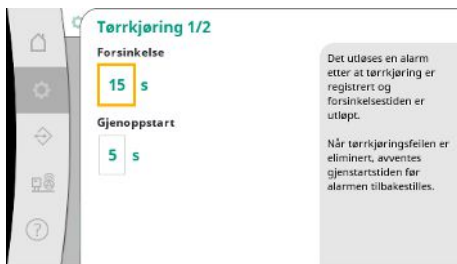 Tørrkjøring 1/2
Forsinkelse
15 s
Gjenoppstart
5 s
Det utløses en alarm
etter at tørrkjøring er
registrert og
forsinkelsestiden er
utløpt.
Når tørrkjøringsfeilen er
eliminert, avventes
gjenstartstiden før
alarmen tilbakestilles.
?